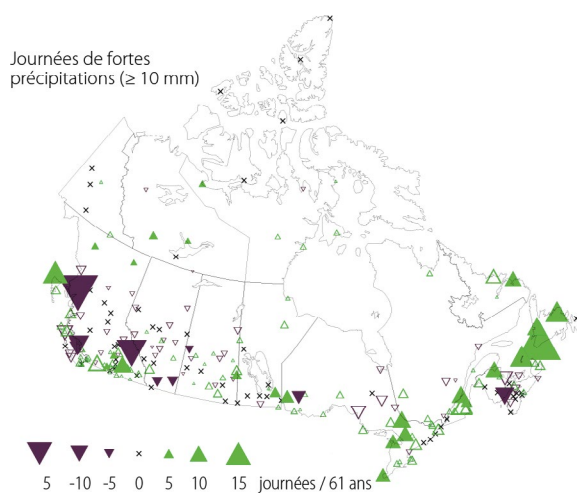 Journées de fortes
précipitations (≥ 10 mm)
5 -10 -5 0 5 10 15 journées / 61 ans